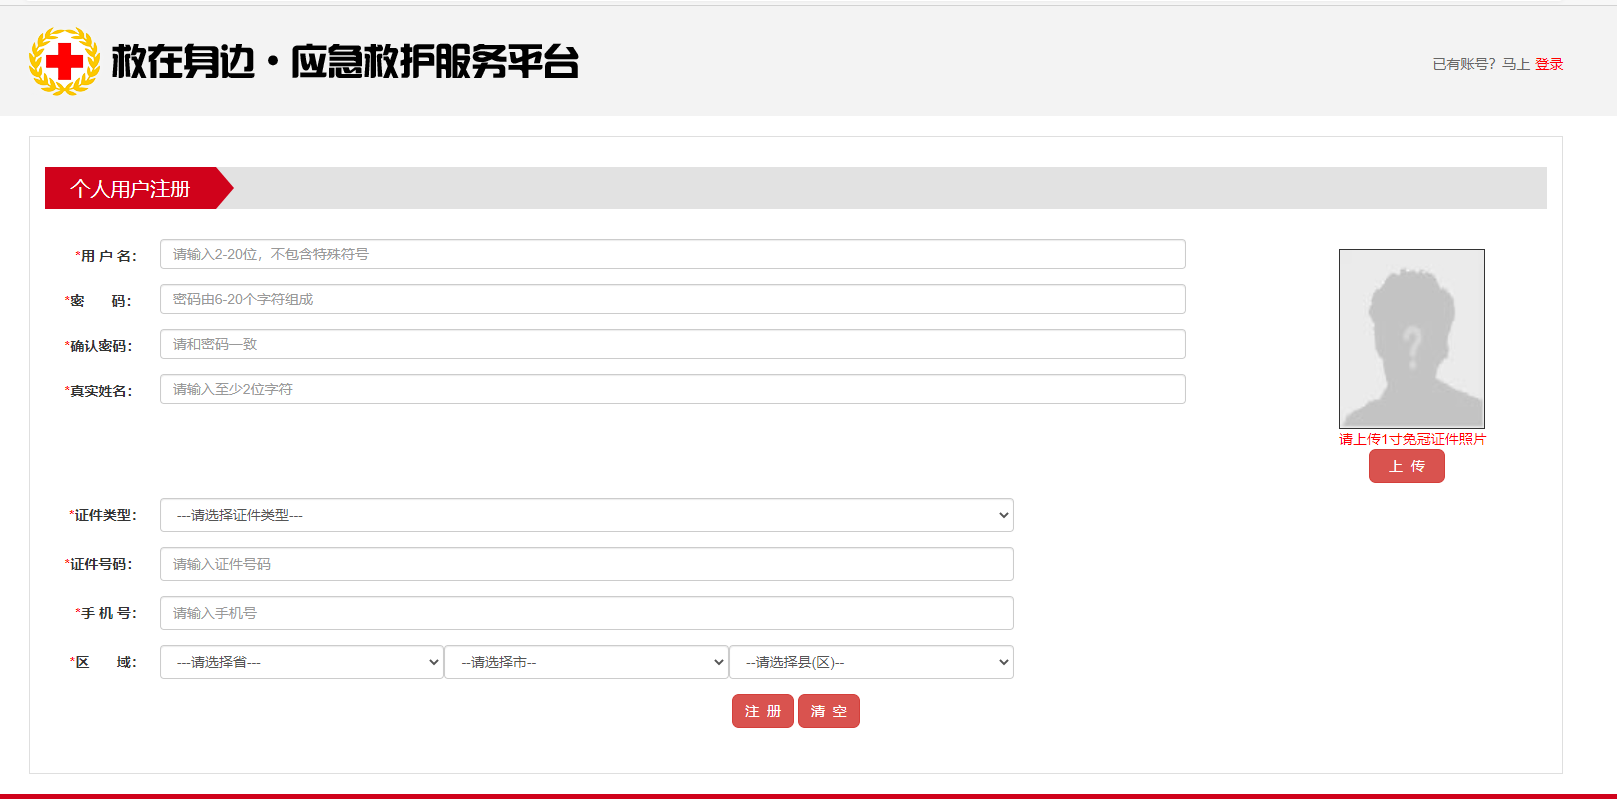 救在身边·应急救护服务平台
已有账号？马上 登录
个人用户注册
*用 户 名： 请输入2-20位，不包含特殊符号
*密 码： 密码由6-20个字符组成
*确认密码： 请和密码一致
*真实姓名： 请输入至少2位字符
请上传1寸免冠证件照片
上 传
*证件类型： ---请选择证件类型---
*证件号码： 请输入证件号码
*手 机 号： 请输入手机号
*区 域： ---请选择省--- --请选择市-- --请选择县(区)--
注 册 清 空